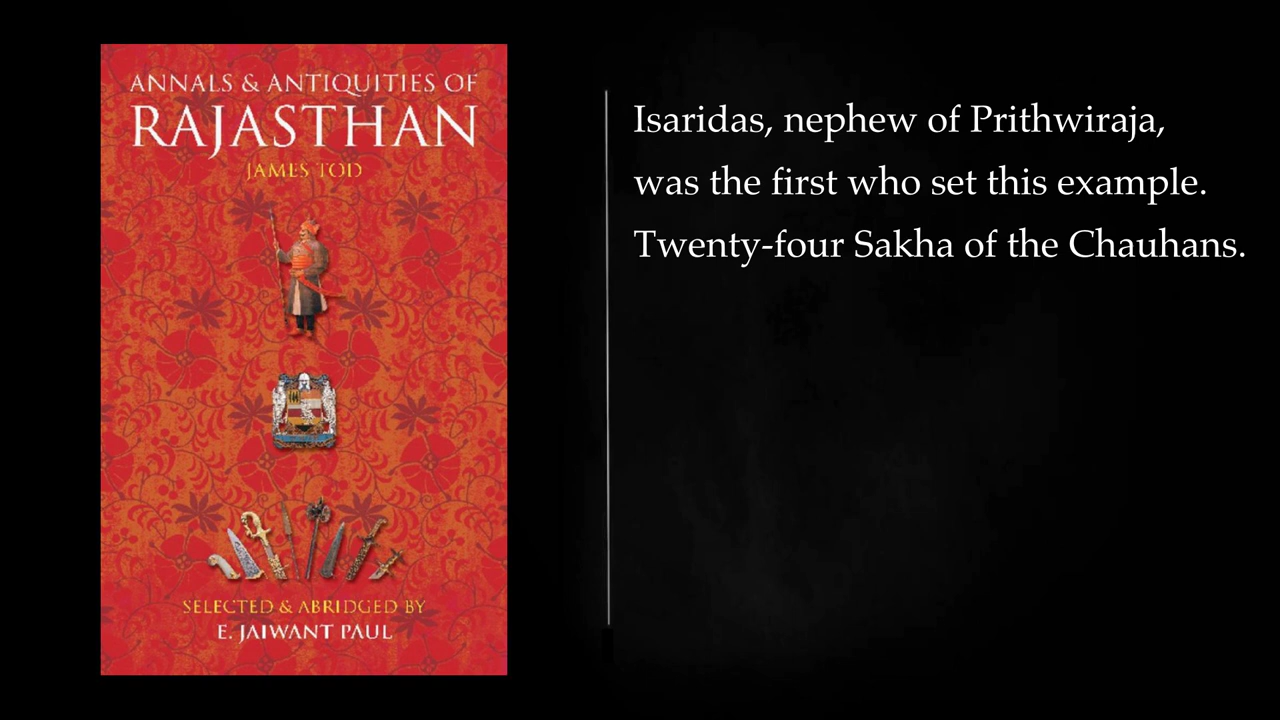 ANNALS & ANTIQUITIES OF
RAJASTHAN
JAMES TOD
SELECTED & ABRIDGED BY
E. JAIWANT PAUL
Isaridas, nephew of Prithwiraja,
was the first who set this example.
Twenty-four Sakha of the Chauhans.